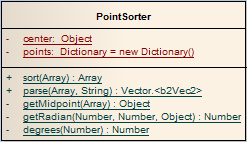 PointSorter
- center: Object
- points: Dictionary = new Dictionary()
+ sort(Array) : Array
+ parse(Array, String) : Vector.<b2Vec2>
- getMidpoint(Array) : Object
- getRadian(Number, Number, Object) : Number
- degrees(Number) : Number